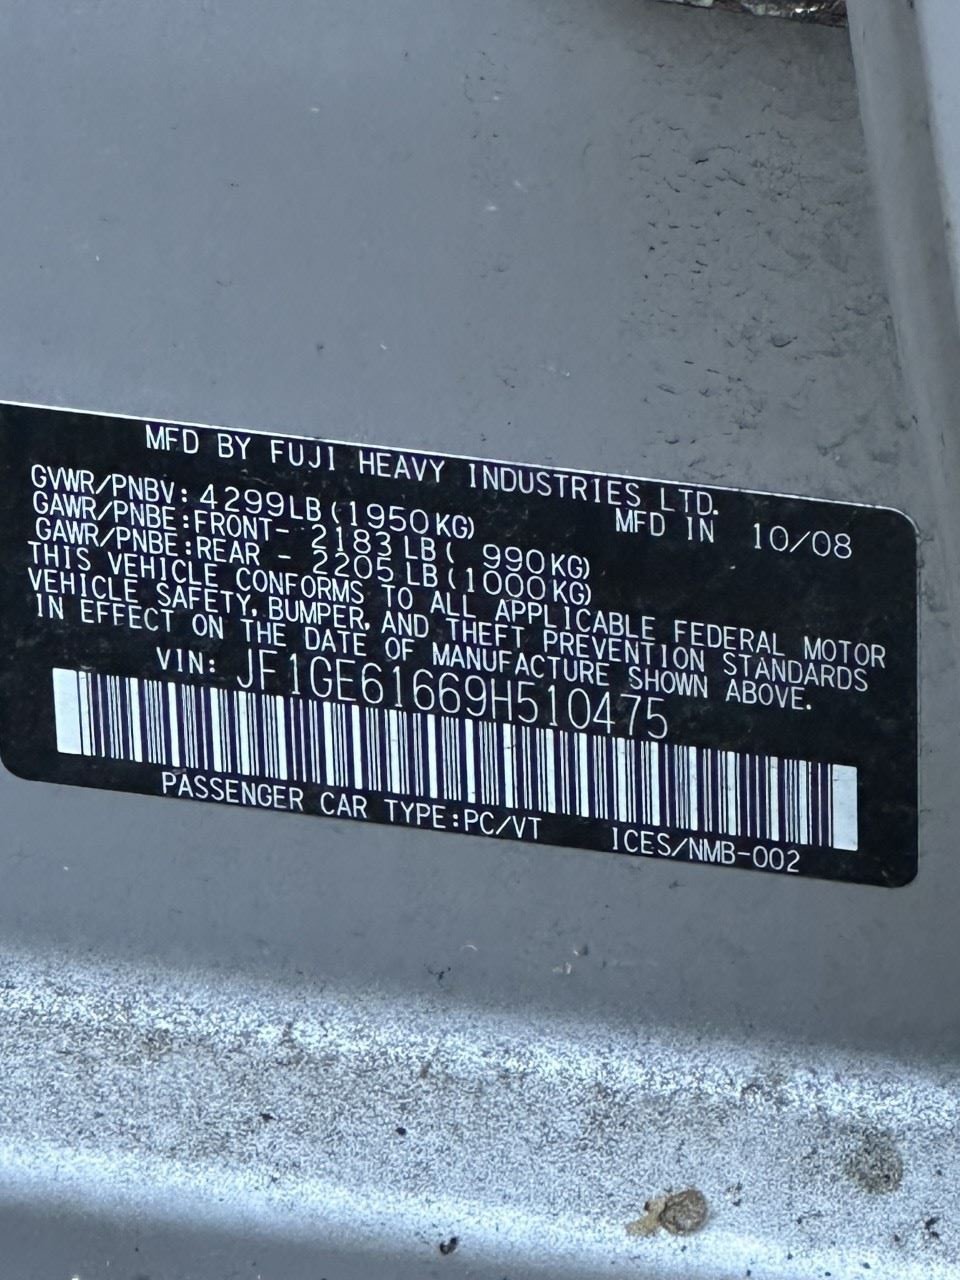 MFD BY FUJI HEAVY INDUSTRIES LTD.
GVWR/PNBV: 4299LB (1950KG) MFD IN 10/08
GAWR/PNBE:FRONT- 2183LB ( 990KG)
GAWR/PNBE:REAR - 2205LB (1000KG)
THIS VEHICLE CONFORMS TO ALL APPLICABLE FEDERAL MOTOR
VEHICLE SAFETY, BUMPER, AND THEFT PREVENTION STANDARDS
IN EFFECT ON THE DATE OF MANUFACTURE SHOWN ABOVE.
VIN: JF1GE61669H510475
PASSENGER CAR TYPE:PC/VT ICES/NMB-002